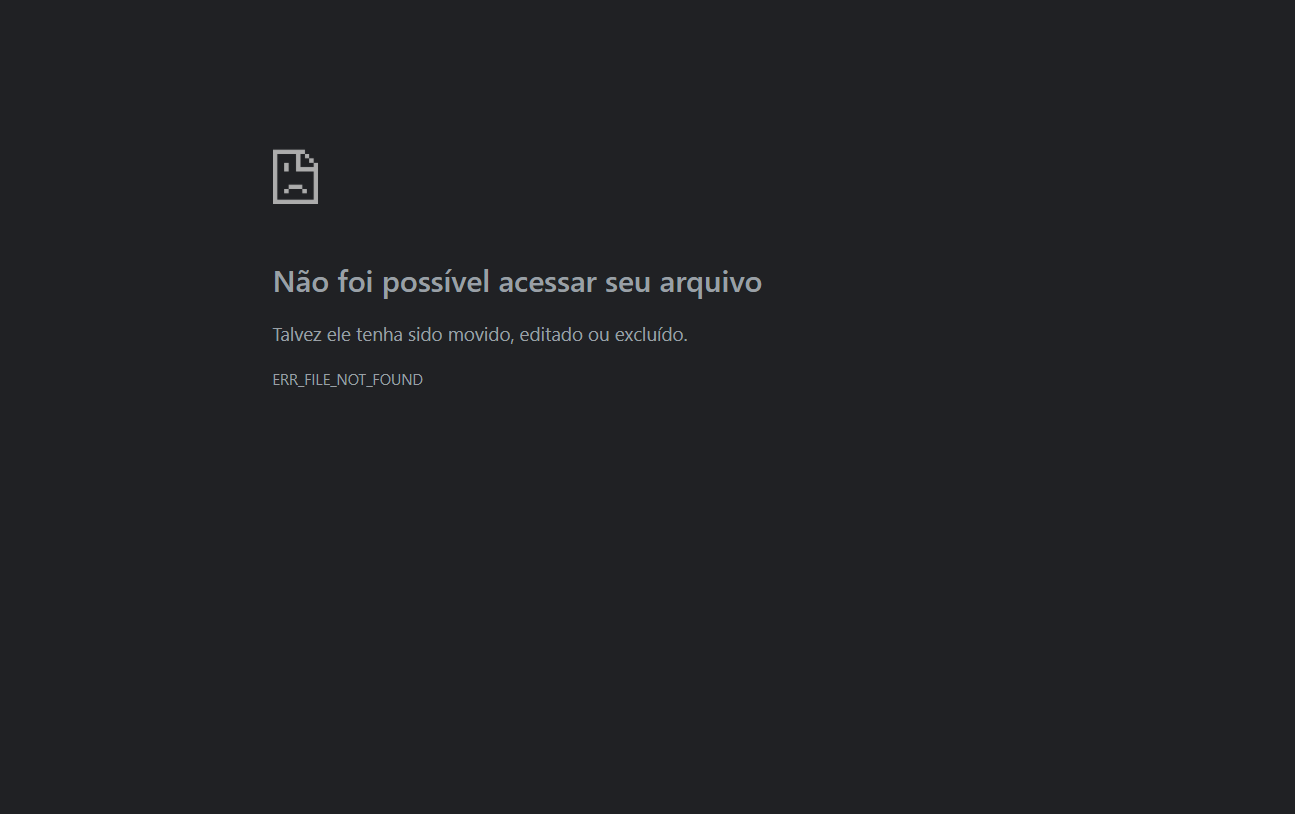 Não foi possível acessar seu arquivo
Talvez ele tenha sido movido, editado ou excluído.
ERR_FILE_NOT_FOUND